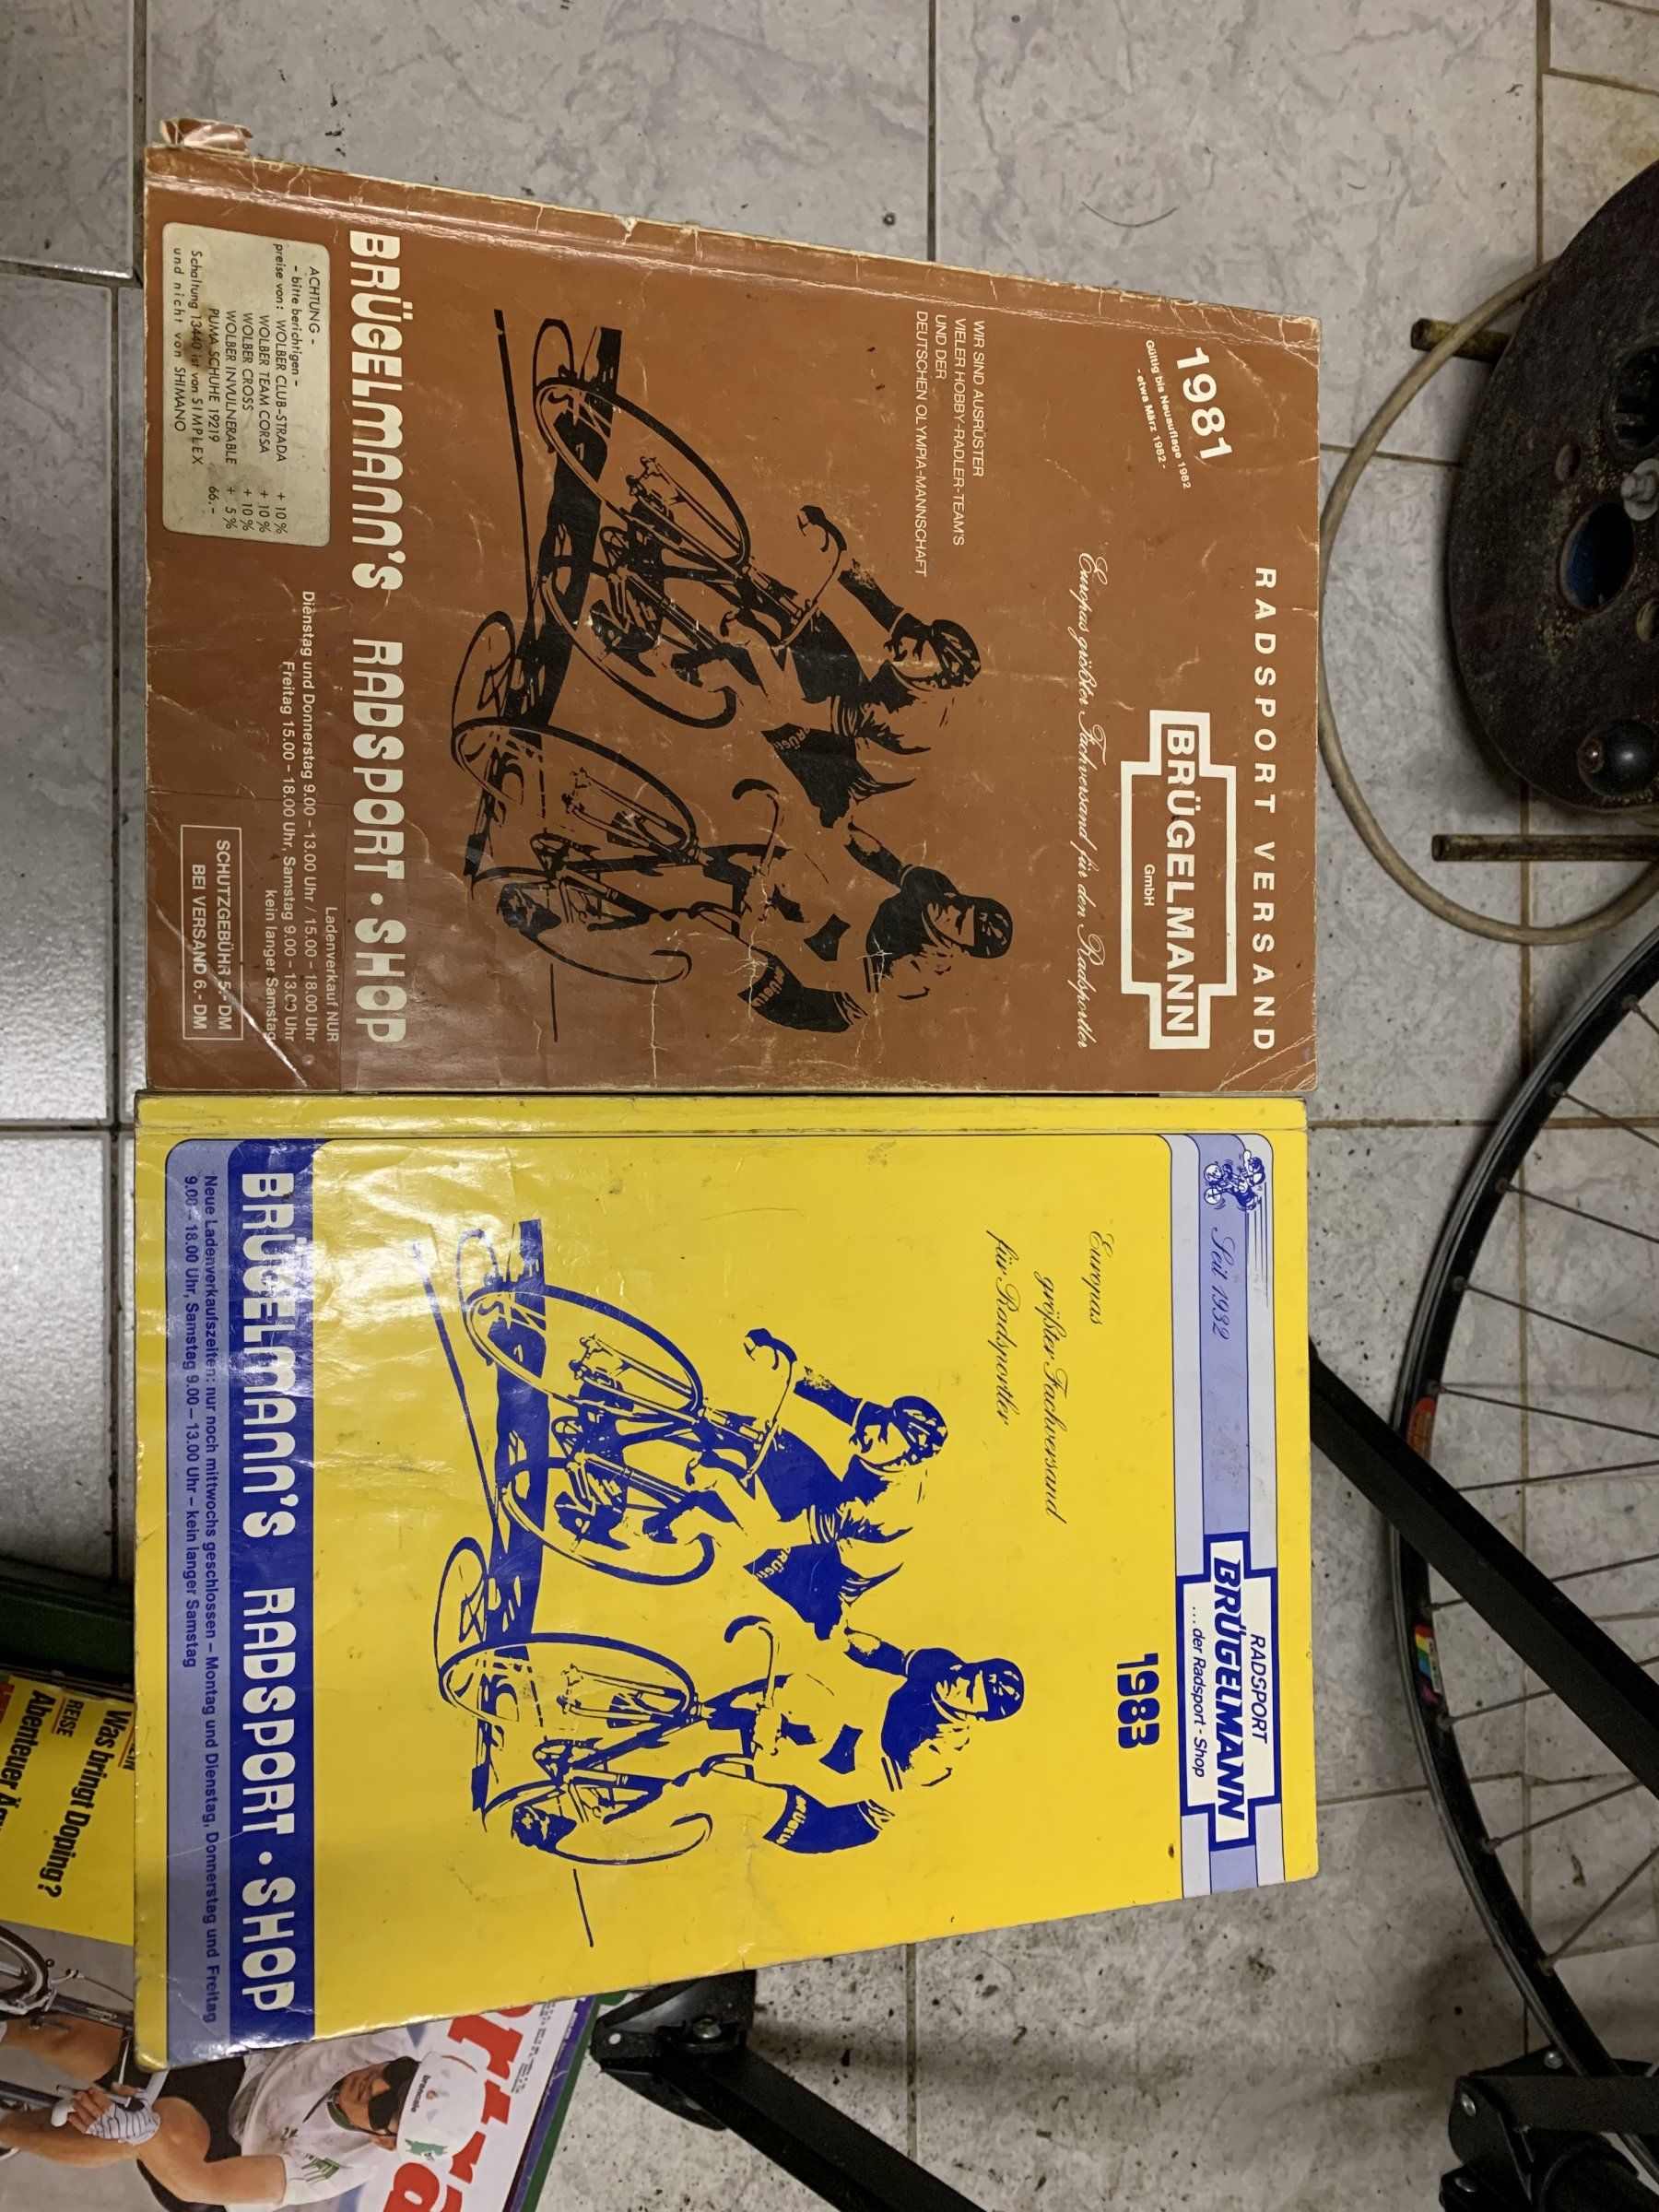 RADSPORT VERSAND
1981
Gültig bis Neuauflage 1982
- etwa März 1982 -
BRÜGELMANN
GmbH
Europas größter Fachversand für den Radsportler
WIR SIND AUSRÜSTER
VIELER HOBBY-RADLER-TEAM'S
UND DER
DEUTSCHEN OLYMPIA-MANNSCHAFT
BRÜGELMANN'S RADSPORT · SHOP
ACHTUNG -
- bitte berichtigen -
preise von: WOLBER CLUB-STRADA + 10 %
WOLBER TEAM CORSA + 10 %
WOLBER CROSS + 10 %
WOLBER INVULNERABLE + 5 %
PUMA SCHUHE 19219 66.-
Schaltung 13440 ist von SIMPLEX
und nicht von SHIMANO
Ladenverkauf NUR
Dienstag und Donnerstag 9.00 – 13.00 Uhr / 15.00 – 18.00 Uhr
Freitag 15.00 – 18.00 Uhr, Samstag 9.00 – 13.00 Uhr
kein langer Samstag
SCHUTZGEBÜHR 5,- DM
BEI VERSAND 6,- DM
Seit 1932
RADSPORT
BRÜGELMANN
.... der Radsport - Shop
1983
Europas
größter Fachversand
für Radsportler
BRÜGELMANN'S RADSPORT · SHOP
Neue Ladenverkaufszeiten: nur noch mittwochs geschlossen – Montag und Dienstag, Donnerstag und Freitag
9.00 – 18.00 Uhr, Samstag 9.00 – 13.00 Uhr – kein langer Samstag
Was bringt Doping?
REISE
Abenteuer
brancale